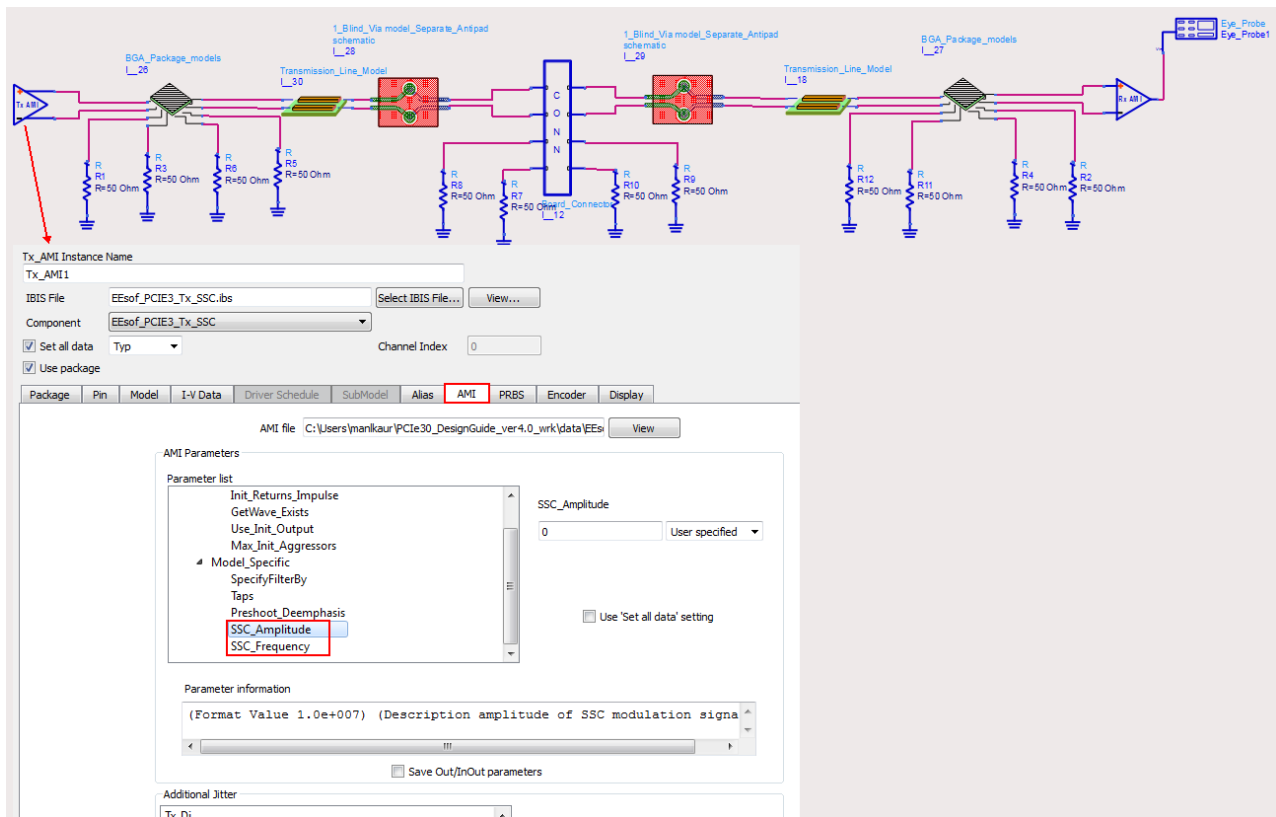 1_Blind_Via model_Separate_Antipad
schematic
I__28
1_Blind_Via model_Separate_Antipad
schematic
I__29
Eye_Probe
Eye_Probe1
BGA_Package_models
I__26
BGA_Package_models
I__27
Transmission_Line_Model
I__30
Transmission_Line_Model
I__18
Tx AMI
Rx AMI
C
O
N
N
R
R1
R=50 Ohm
R
R3
R=50 Ohm
R
R6
R=50 Ohm
R
R5
R=50 Ohm
R
R8
R=50 Ohm
R
R7
R=50 Ohm
Board_Connector
I__12
R
R10
R=50 Ohm
R
R9
R=50 Ohm
R
R12
R=50 Ohm
R
R11
R=50 Ohm
R
R4
R=50 Ohm
R
R2
R=50 Ohm
Tx_AMI Instance Name
Tx_AMI1
IBIS File EEsof_PCIE3_Tx_SSC.ibs Select IBIS File... View...
Component EEsof_PCIE3_Tx_SSC
Set all data Typ Channel Index 0
Use package
Package Pin Model I-V Data Driver Schedule SubModel Alias AMI PRBS Encoder Display
AMI file C:\Users\manlkaur\PCIe30_DesignGuide_ver4.0_wrk\data\EEs View
AMI Parameters
Parameter list
Init_Returns_Impulse
GetWave_Exists
Use_Init_Output
Max_Init_Aggressors
Model_Specific
SpecifyFilterBy
Taps
Preshoot_Deemphasis
SSC_Amplitude
SSC_Frequency
SSC_Amplitude
0 User specified
Use 'Set all data' setting
Parameter information
(Format Value 1.0e+007) (Description amplitude of SSC modulation signa
Save Out/InOut parameters
Additional Jitter
Tx_Dj